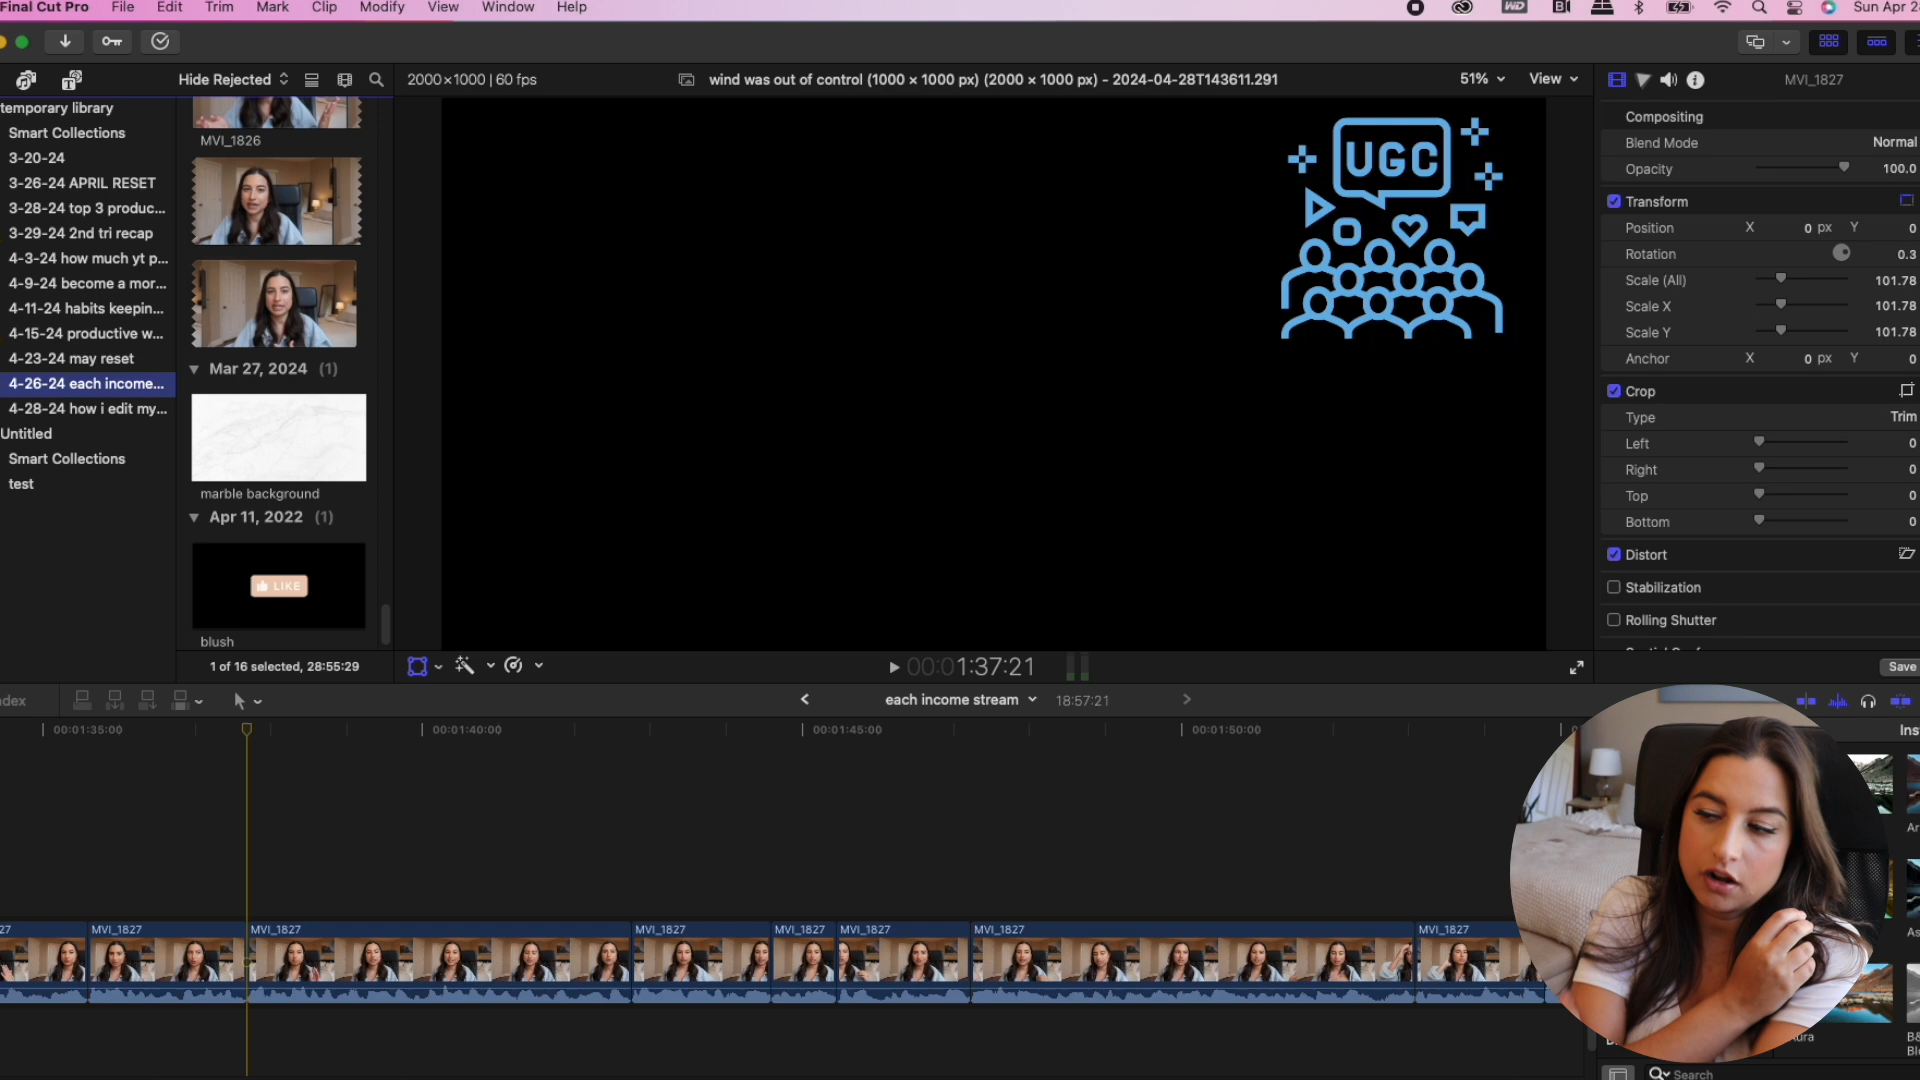 Final Cut Pro File Edit Trim Mark Clip Modify View Window Help
WD
Sun Apr 2
Hide Rejected
2000×1000 | 60 fps
wind was out of control (1000 × 1000 px) (2000 × 1000 px) - 2024-04-28T143611.291
51%
View
MVI_1827
temporary library
Smart Collections
3-20-24
3-26-24 APRIL RESET
3-28-24 top 3 produc...
3-29-24 2nd tri recap
4-3-24 how much yt p...
4-9-24 become a mor...
4-11-24 habits keepin...
4-15-24 productive w...
4-23-24 may reset
4-26-24 each income...
4-28-24 how i edit my...
Untitled
Smart Collections
test
MVI_1826
Mar 27, 2024 (1)
marble background
Apr 11, 2022 (1)
LIKE
blush
1 of 16 selected, 28:55:29
UGC
00:01:37:21
Compositing
Blend Mode Normal
Opacity 100.0
Transform
Position X 0 px Y 0
Rotation 0.3
Scale (All) 101.78
Scale X 101.78
Scale Y 101.78
Anchor X 0 px Y 0
Crop
Type Trim
Left 0
Right 0
Top 0
Bottom 0
Distort
Stabilization
Rolling Shutter
Save
ndex
each income stream
18:57:21
00:01:35:00
00:01:40:00
00:01:45:00
00:01:50:00
Ins
27
MVI_1827
MVI_1827
MVI_1827
MVI_1827
MVI_1827
MVI_1827
MVI_1827
Ar
As
ura
B&
Search